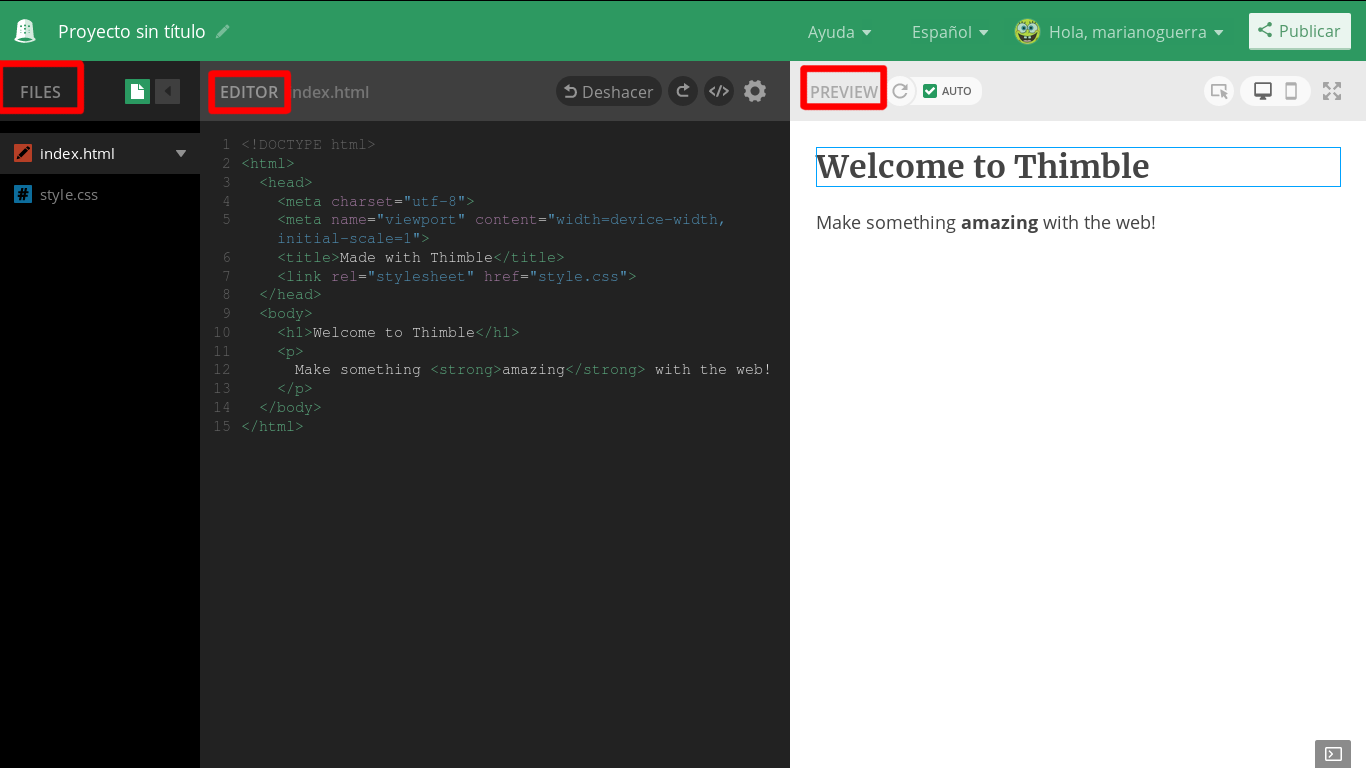 Proyecto sin título
Ayuda
Español
Hola, marianoguerra
Publicar
FILES
EDITOR index.html
Deshacer
PREVIEW
AUTO
index.html
style.css
1 <!DOCTYPE html>
2 <html>
3 <head>
4 <meta charset="utf-8">
5 <meta name="viewport" content="width=device-width,
initial-scale=1">
6 <title>Made with Thimble</title>
7 <link rel="stylesheet" href="style.css">
8 </head>
9 <body>
10 <h1>Welcome to Thimble</h1>
11 <p>
12 Make something <strong>amazing</strong> with the web!
13 </p>
14 </body>
15 </html>
Welcome to Thimble
Make something amazing with the web!